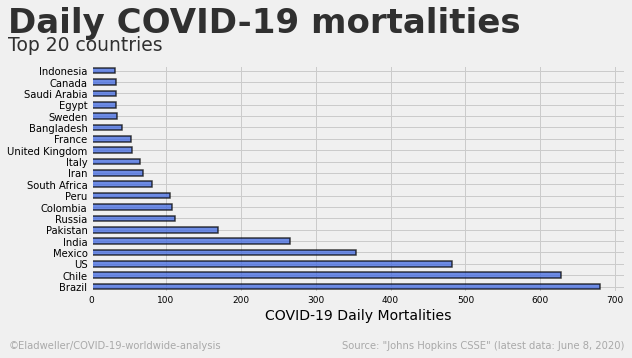 Daily COVID-19 mortalities
Top 20 countries
Indonesia
Canada
Saudi Arabia
Egypt
Sweden
Bangladesh
France
United Kingdom
Italy
Iran
South Africa
Peru
Colombia
Russia
Pakistan
India
Mexico
US
Chile
Brazil
0 100 200 300 400 500 600 700
COVID-19 Daily Mortalities
©Eladweller/COVID-19-worldwide-analysis
Source: "Johns Hopkins CSSE" (latest data: June 8, 2020)